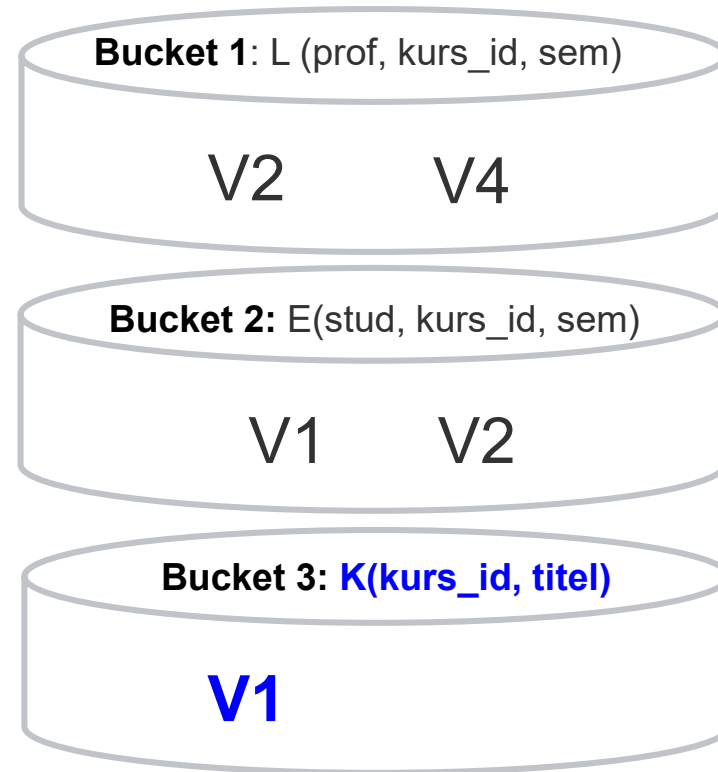 Bucket 1: L (prof, kurs_id, sem)
V2 V4
Bucket 2: E(stud, kurs_id, sem)
V1 V2
Bucket 3: K(kurs_id, titel)
V1